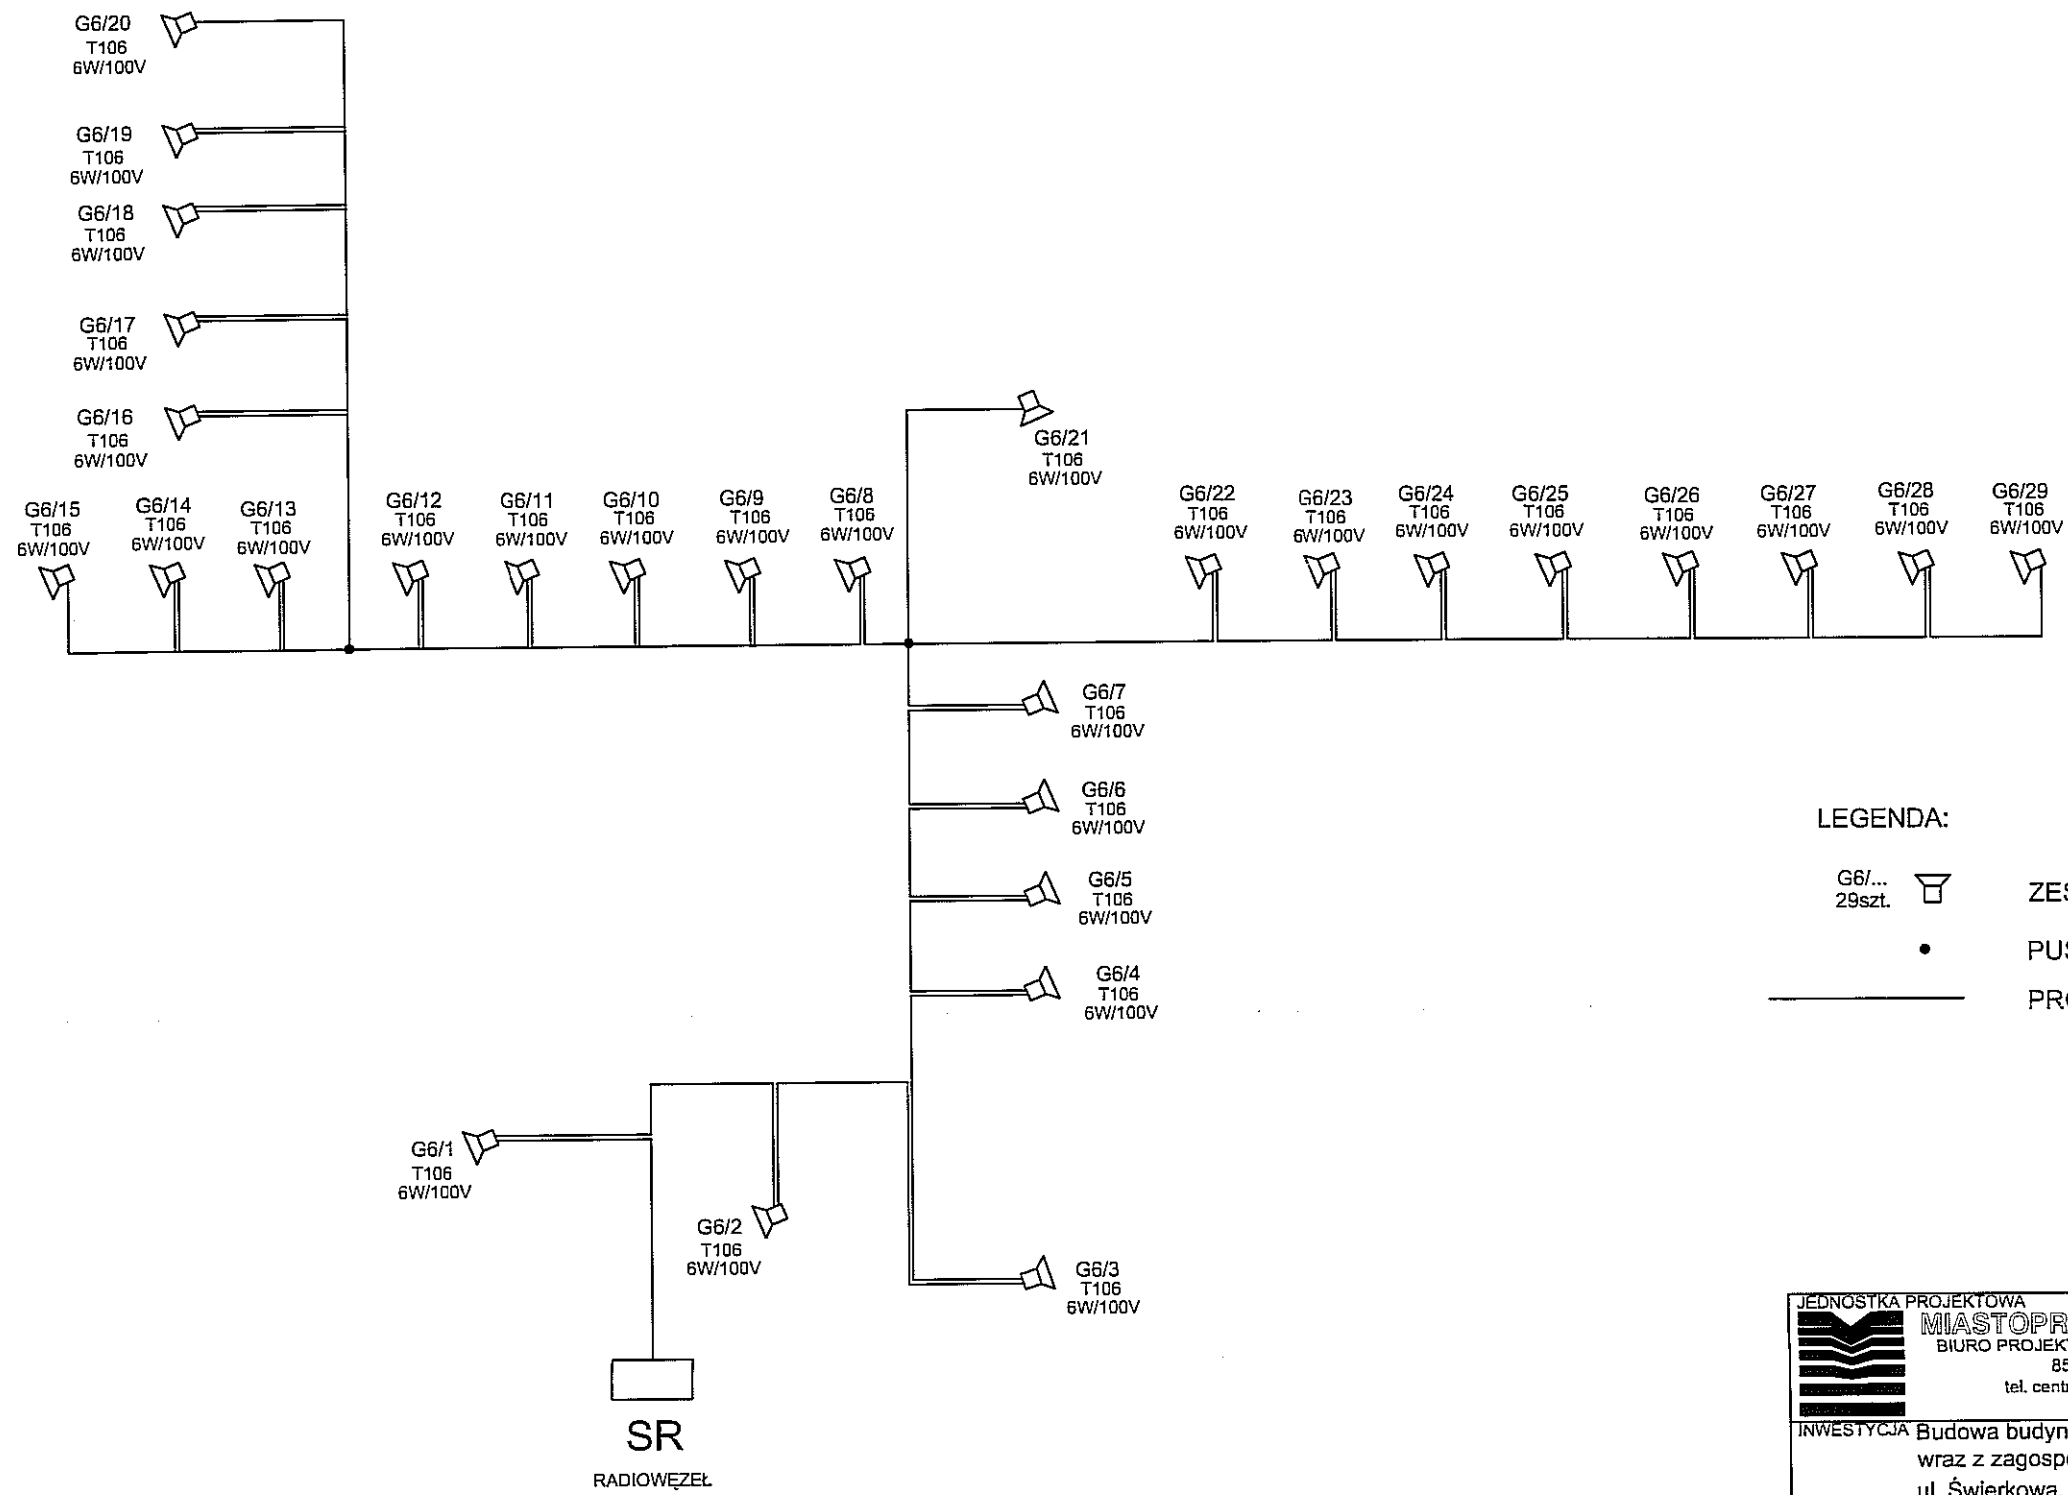 G6/20
T106
6W/100V
G6/19
T106
6W/100V
G6/18
T106
6W/100V
G6/17
T106
6W/100V
G6/16
T106
6W/100V
G6/15
T106
6W/100V
G6/14
T106
6W/100V
G6/13
T106
6W/100V
G6/12
T106
6W/100V
G6/11
T106
6W/100V
G6/10
T106
6W/100V
G6/9
T106
6W/100V
G6/8
T106
6W/100V
G6/21
T106
6W/100V
G6/22
T106
6W/100V
G6/23
T106
6W/100V
G6/24
T106
6W/100V
G6/25
T106
6W/100V
G6/26
T106
6W/100V
G6/27
T106
6W/100V
G6/28
T106
6W/100V
G6/29
T106
6W/100V
G6/7
T106
6W/100V
G6/6
T106
6W/100V
G6/5
T106
6W/100V
G6/4
T106
6W/100V
G6/1
T106
6W/100V
G6/2
T106
6W/100V
G6/3
T106
6W/100V
SR
RADIOWĘZEŁ
LEGENDA:
G6/...
29szt.
JEDNOSTKA PROJEKTOWA
BIURO
tel.
INWESTYCJA Budowa
wraz z
ul. Świerkowa